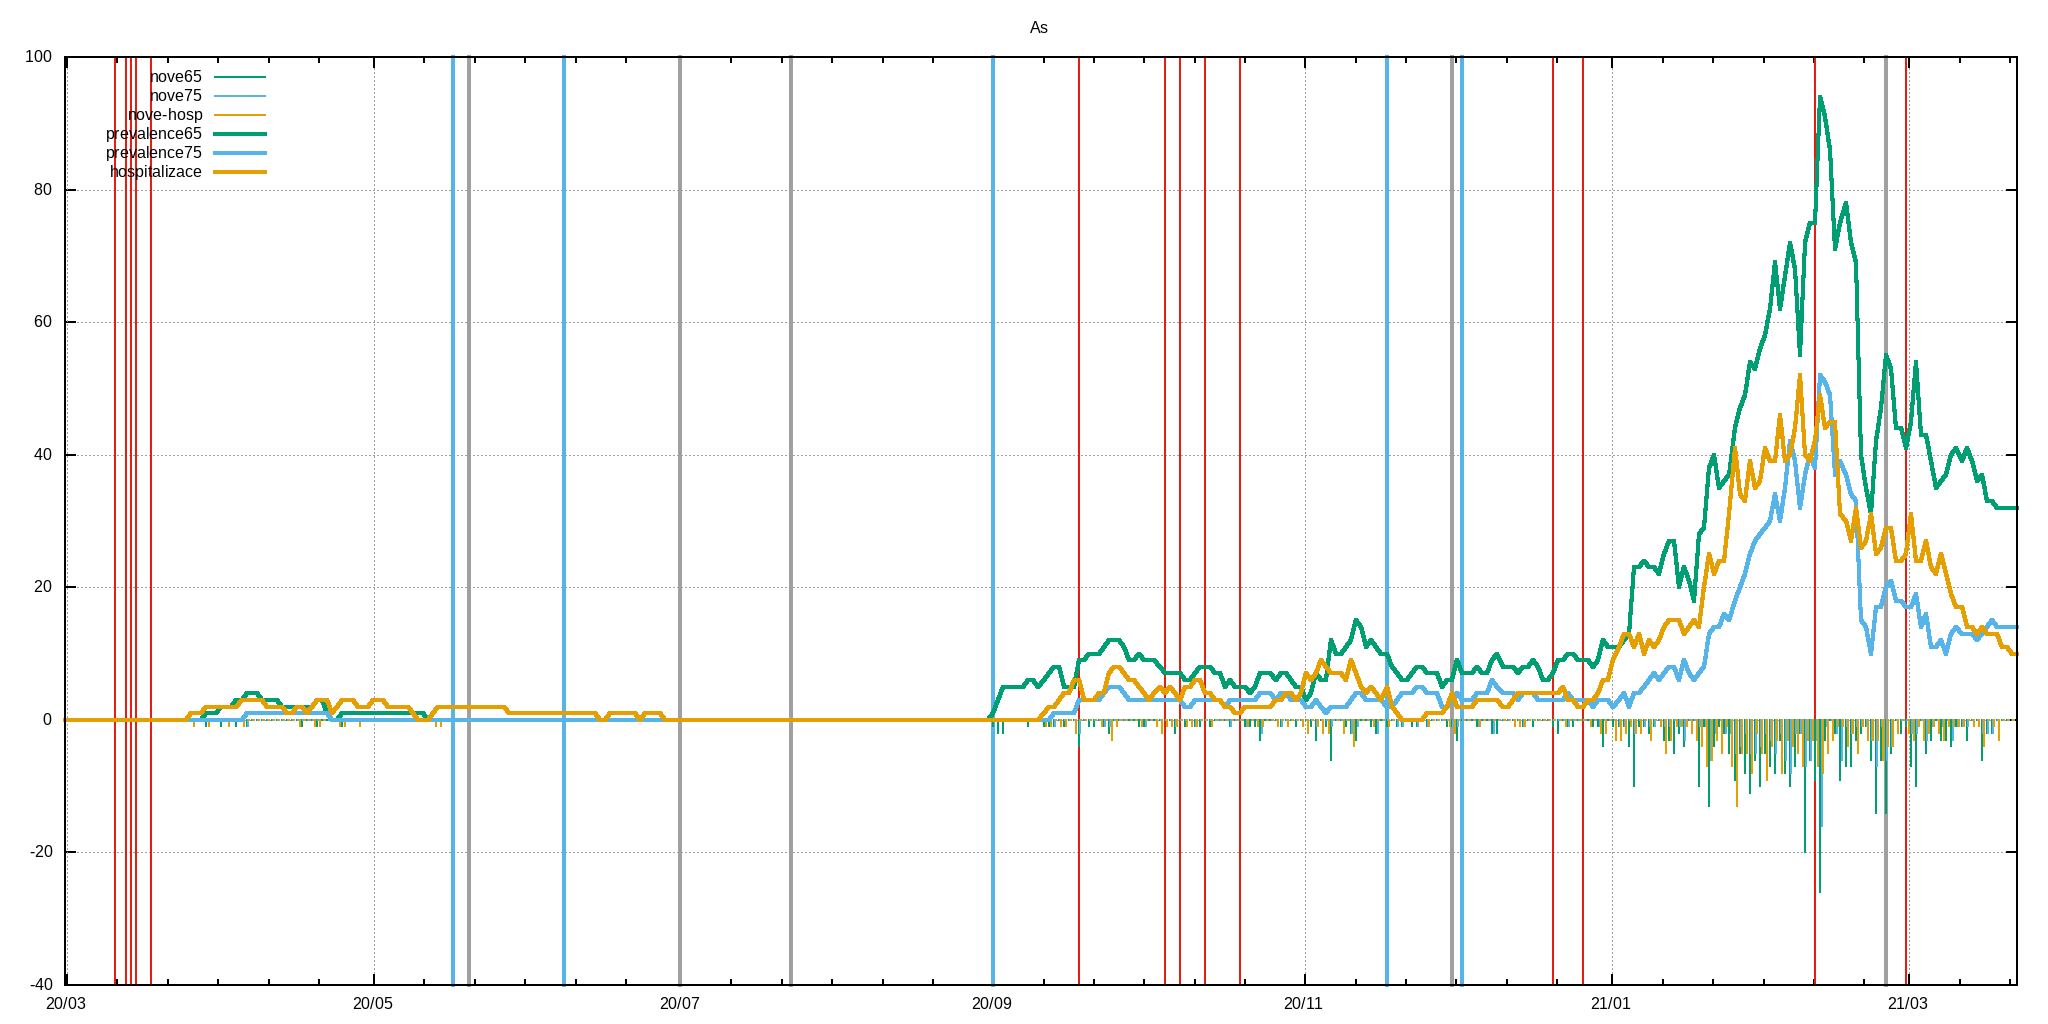 As
100
80
60
40
20
0
-20
-40
nove65
nove75
nove-hosp
prevalence65
prevalence75
hospitalizace
20/03 20/05 20/07 20/09 20/11 21/01 21/03